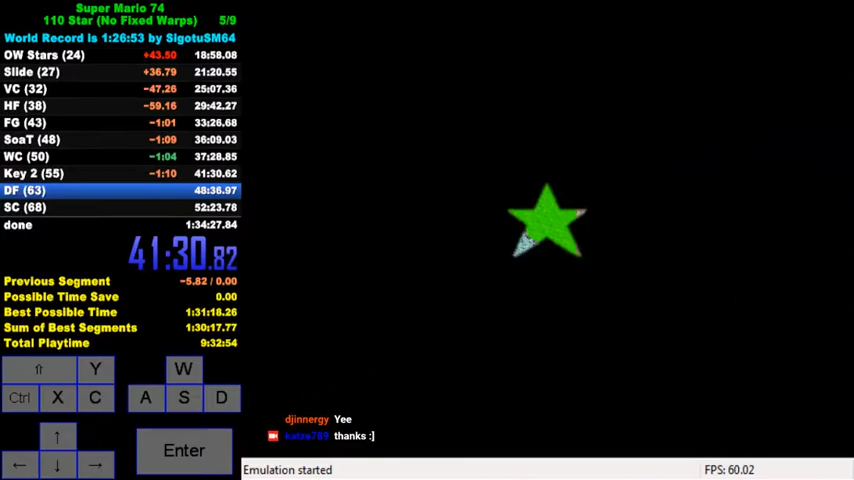 Super Mario 74
110 Star (No Fixed Warps) 5/9
World Record is 1:26:53 by SigotuSM64
OW Stars (24) +43.50 18:58.08
Slide (27) +36.79 21:20.55
VC (32) -47.26 25:07.36
HF (38) -59.16 29:42.27
FG (43) -1:01 33:26.68
SoaT (48) -1:09 36:09.03
WC (50) -1:04 37:28.85
Key 2 (55) -1:10 41:30.62
DF (63) 48:36.97
SC (68) 52:23.78
done 1:34:27.84
41:30.82
Previous Segment -5.82 / 0.00
Possible Time Save 0.00
Best Possible Time 1:31:18.26
Sum of Best Segments 1:30:17.77
Total Playtime 9:32:54
⇧ Y W
Ctrl X C A S D
↑
← ↓ → Enter
djinnergy Yee
katze789 thanks :]
Emulation started FPS: 60.02